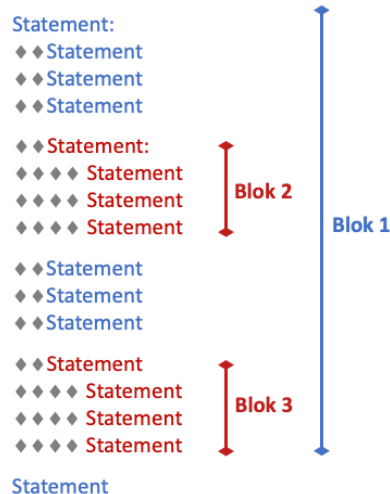 Statement:
♦♦Statement
♦♦Statement
♦♦Statement
♦♦Statement:
♦♦♦♦ Statement
♦♦♦♦ Statement
♦♦♦♦ Statement
Blok 2
Blok 1
♦♦Statement
♦♦Statement
♦♦Statement
♦♦Statement
♦♦♦♦ Statement
♦♦♦♦ Statement
♦♦♦♦ Statement
Blok 3
Statement